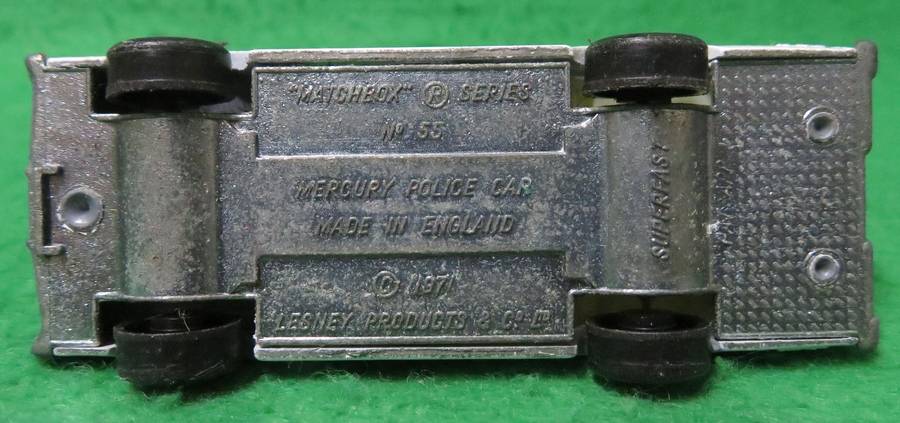 "MATCHBOX" ® SERIES
Nº 55
MERCURY POLICE CAR
MADE IN ENGLAND
© 1971
LESNEY PRODUCTS & Cº Lᵀᴰ
SUPERFAST